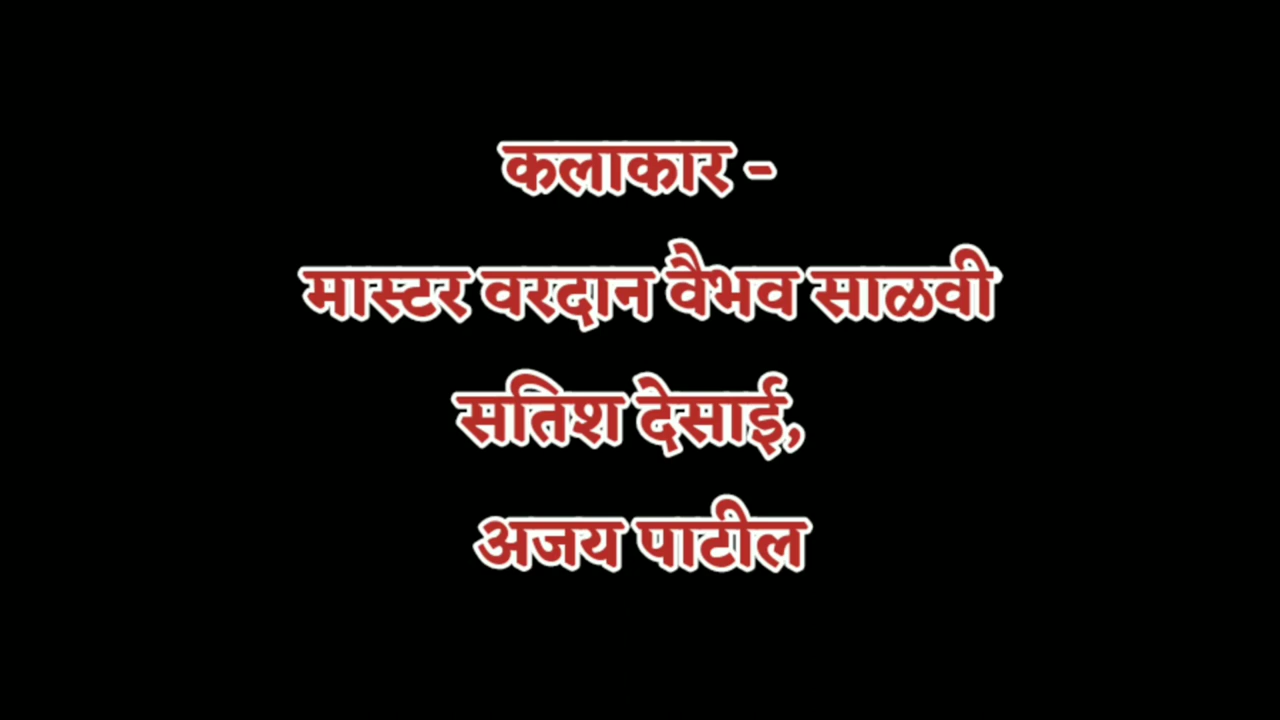 कलाकार -
मास्टर वरदान वैभव साळवी
सतिश देसाई,
अजय पाटील